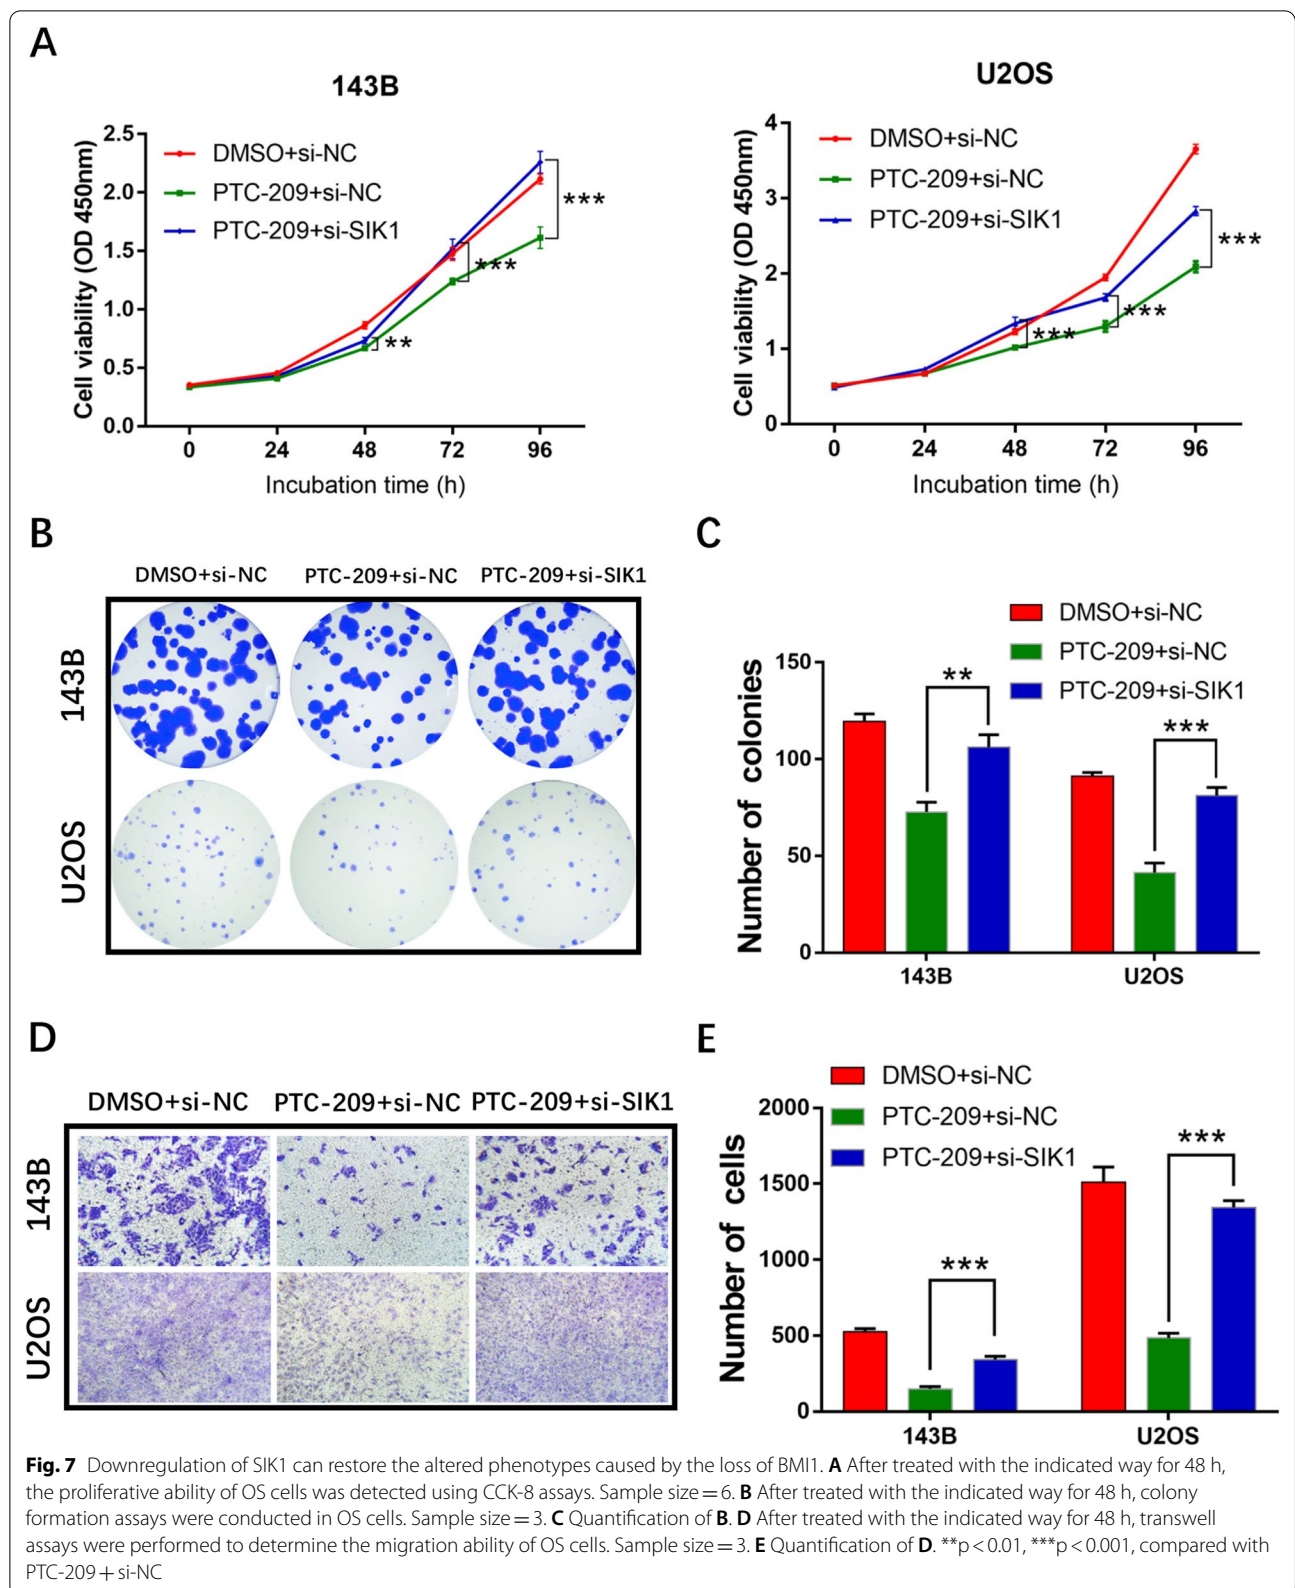 A
143B
2.5
2.0
1.5
1.0
0.5
0.0
Cell viability (OD 450nm)
DMSO+si-NC
PTC-209+si-NC
PTC-209+si-SIK1
***
***
**
0 24 48 72 96
Incubation time (h)
U2OS
4
3
2
1
0
Cell viability (OD 450nm)
DMSO+si-NC
PTC-209+si-NC
PTC-209+si-SIK1
***
***
***
0 24 48 72 96
Incubation time (h)
B
DMSO+si-NC PTC-209+si-NC PTC-209+si-SIK1
143B
U2OS
C
DMSO+si-NC
PTC-209+si-NC
PTC-209+si-SIK1
150
100
50
0
Number of colonies
**
***
143B U2OS
D
DMSO+si-NC PTC-209+si-NC PTC-209+si-SIK1
143B
U2OS
E
DMSO+si-NC
PTC-209+si-NC
PTC-209+si-SIK1
2000
1500
1000
500
0
Number of cells
***
***
143B U2OS
Fig. 7 Downregulation of SIK1 can restore the altered phenotypes caused by the loss of BMI1. A After treated with the indicated way for 48 h,
the proliferative ability of OS cells was detected using CCK-8 assays. Sample size = 6. B After treated with the indicated way for 48 h, colony
formation assays were conducted in OS cells. Sample size = 3. C Quantification of B. D After treated with the indicated way for 48 h, transwell
assays were performed to determine the migration ability of OS cells. Sample size = 3. E Quantification of D. **p < 0.01, ***p < 0.001, compared with
PTC-209 + si-NC